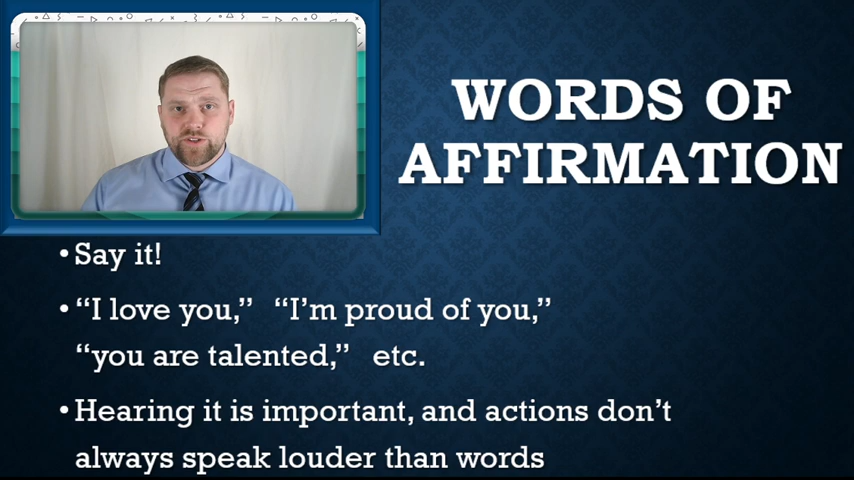 WORDS OF
AFFIRMATION
•Say it!
•“I love you,” “I’m proud of you,”
“you are talented,” etc.
•Hearing it is important, and actions don’t
always speak louder than words